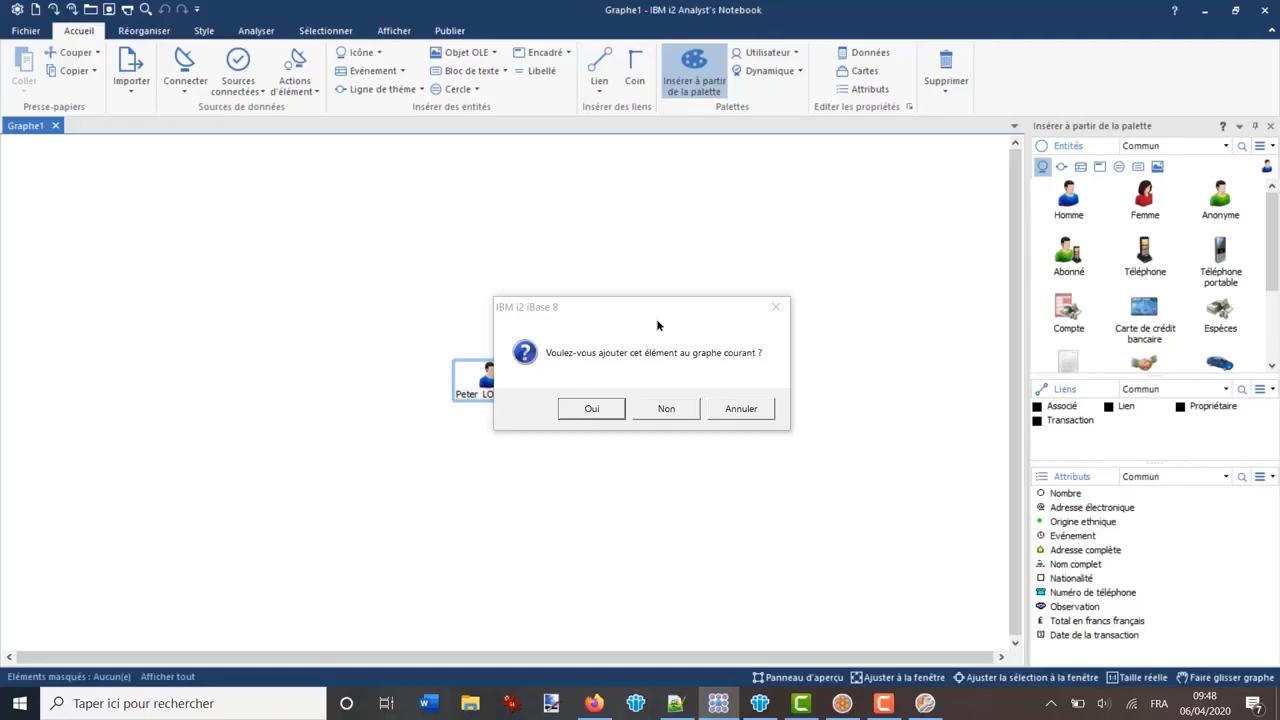 Graphe1 - IBM i2 Analyst's Notebook
Fichier Accueil Réorganiser Style Analyser Sélectionner Afficher Publier
Coller
Couper
Copier
Presse-papiers
Importer
Connecter
Sources connectées
Actions d'élément
Sources de données
Icône
Evénement
Ligne de thème
Objet OLE
Bloc de texte
Cercle
Encadré
Libellé
Insérer des entités
Lien
Coin
Insérer des liens
Insérer à partir
de la palette
Utilisateur
Dynamique
Palettes
Données
Cartes
Attributs
Editer les propriétés
Supprimer
Graphe1
Insérer à partir de la palette
Entités Commun
Homme Femme Anonyme
Abonné Téléphone Téléphone
portable
Compte Carte de crédit
bancaire Espèces
IBM i2 iBase 8
Voulez-vous ajouter cet élément au graphe courant ?
Oui Non Annuler
Peter LO
Liens Commun
Associé Lien Propriétaire
Transaction
Attributs Commun
Nombre
Adresse électronique
Origine ethnique
Evénement
Adresse complète
Nom complet
Nationalité
Numéro de téléphone
Observation
Total en francs français
Date de la transaction
Eléments masqués : Aucun(e) Afficher tout
Panneau d'aperçu Ajuster à la fenêtre Ajuster la sélection à la fenêtre Taille réelle Faire glisser graphe
Taper ici pour rechercher
FRA
09:48
06/04/2020